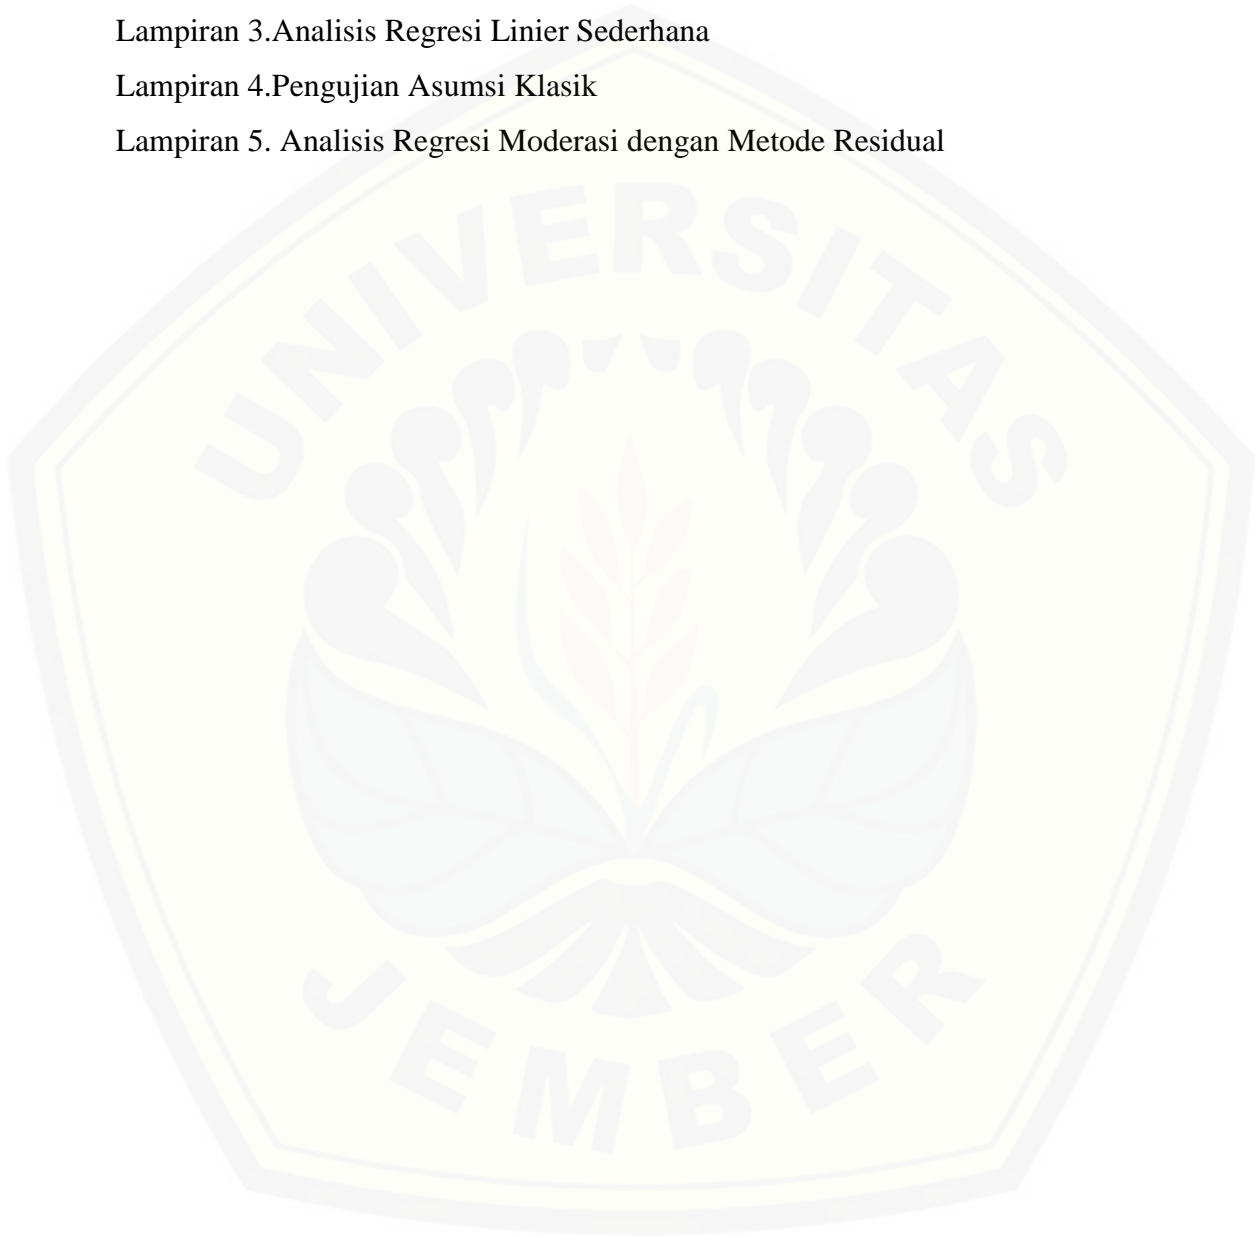 Lampiran 3.Analisis Regresi Linier Sederhana
Lampiran 4.Pengujian Asumsi Klasik
Lampiran 5. Analisis Regresi Moderasi dengan Metode Residual
UNIVERSITAS
JEMBER